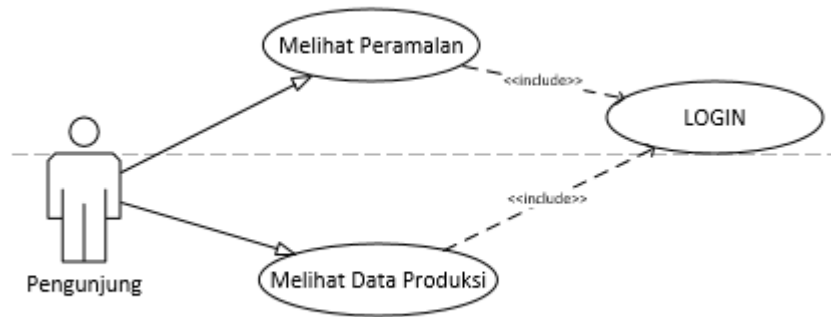 Melihat Peramalan
<<include>>
LOGIN
<<include>>
Melihat Data Produksi
Pengunjung